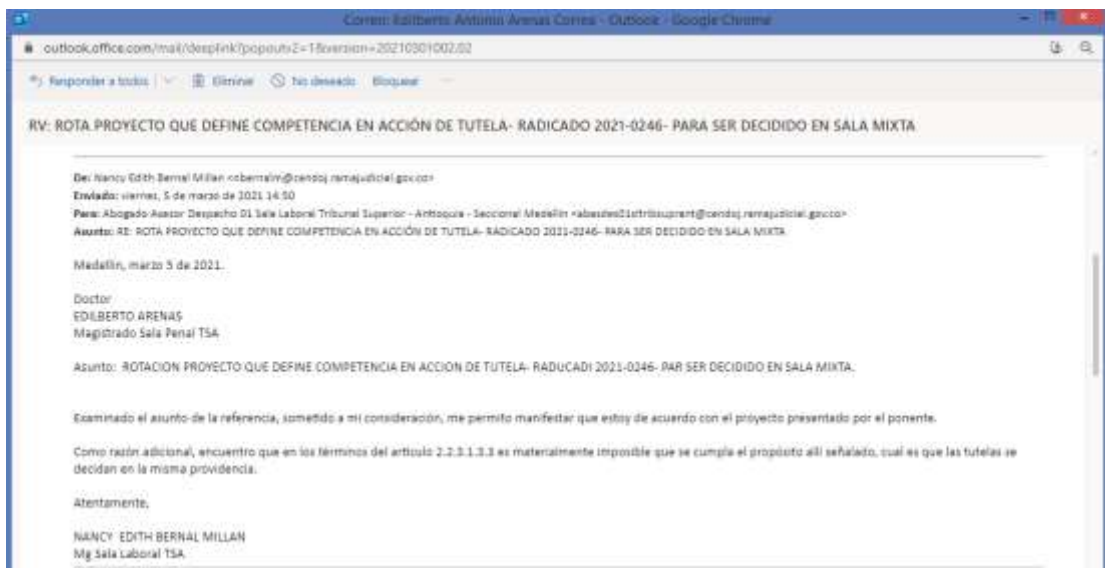 Correo: Edilberto Antonio Arenas Correa - Outlook - Google Chrome
outlook.office.com/mail/deeplink?popoutv2=1&version=20210301002.02
Responder a todos Eliminar No deseado Bloquear
RV: ROTA PROYECTO QUE DEFINE COMPETENCIA EN ACCIÓN DE TUTELA- RADICADO 2021-0246- PARA SER DECIDIDO EN SALA MIXTA
De: Nancy Edith Bernal Millan <nbernalm@cendoj.ramajudicial.gov.co>
Enviado: viernes, 5 de marzo de 2021 14:50
Para: Abogado Asesor Despacho 01 Sala Laboral Tribunal Superior - Antioquia - Seccional Medellin
Asunto: RE: ROTA PROYECTO QUE DEFINE COMPETENCIA EN ACCIÓN DE TUTELA- RADICADO 2021-0246- PARA SER DECIDIDO EN SALA MIXTA
Medellín, marzo 5 de 2021.
Doctor
EDILBERTO ARENAS
Magistrado Sala Penal TSA
Asunto: ROTACION PROYECTO QUE DEFINE COMPETENCIA EN ACCION DE TUTELA- RADUCADI 2021-0246- PAR SER DECIDIDO EN SALA MIXTA.
Examinado el asunto de la referencia, sometido a mi consideración, me permito manifestar que estoy de acuerdo con el proyecto presentado por el ponente.
Como razón adicional, encuentro que en los términos del artículo 2.2.3.1.3.3 es materialmente imposible que se cumpla el propósito allí señalado, cual es que las tutelas se
decidan en la misma providencia.
Atentamente,
NANCY EDITH BERNAL MILLAN
Mg Sala Laboral TSA